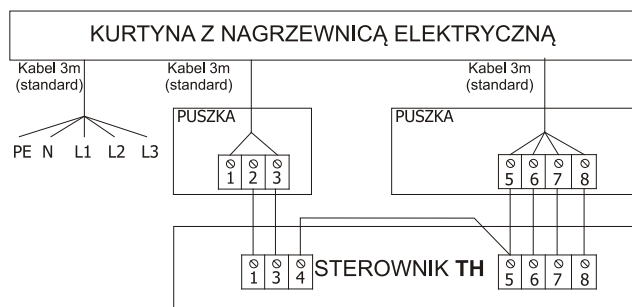 KURTYNA Z NAGRZEWNICĄ ELEKTRYCZNĄ
Kabel 3m
(standard)
Kabel 3m
(standard)
Kabel 3m
(standard)
PE N L1 L2 L3
PUSZKA
1 2 3
PUSZKA
5 6 7 8
1 3 4
STEROWNIK TH
5 6 7 8